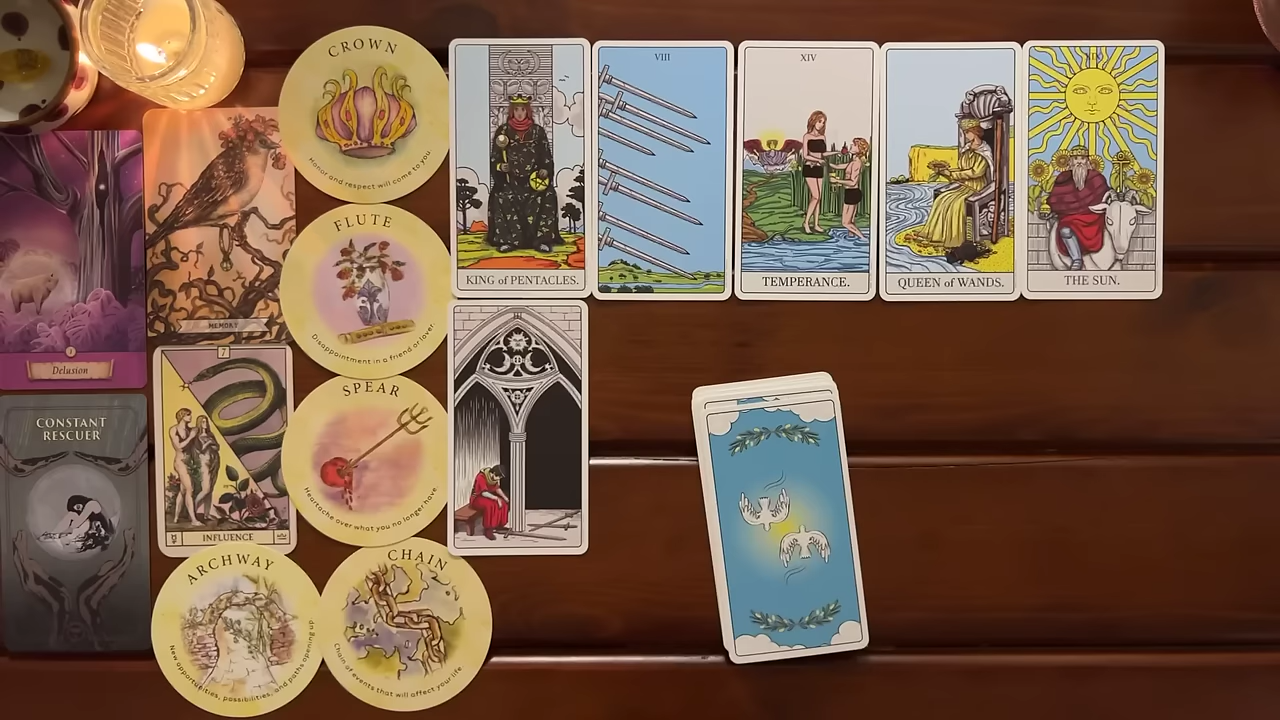 CROWN
Honor and respect will come to you.
KING of PENTACLES.
VIII
XIV
TEMPERANCE.
QUEEN of WANDS.
THE SUN.
FLUTE
Disappointment in a friend or lover.
MEMORY
Delusion
7
INFLUENCE
CONSTANT
RESCUER
SPEAR
Heartache over what you no longer have.
ARCHWAY
New opportunities, possibilities, and paths opening up
CHAIN
Chain of events that will affect your life